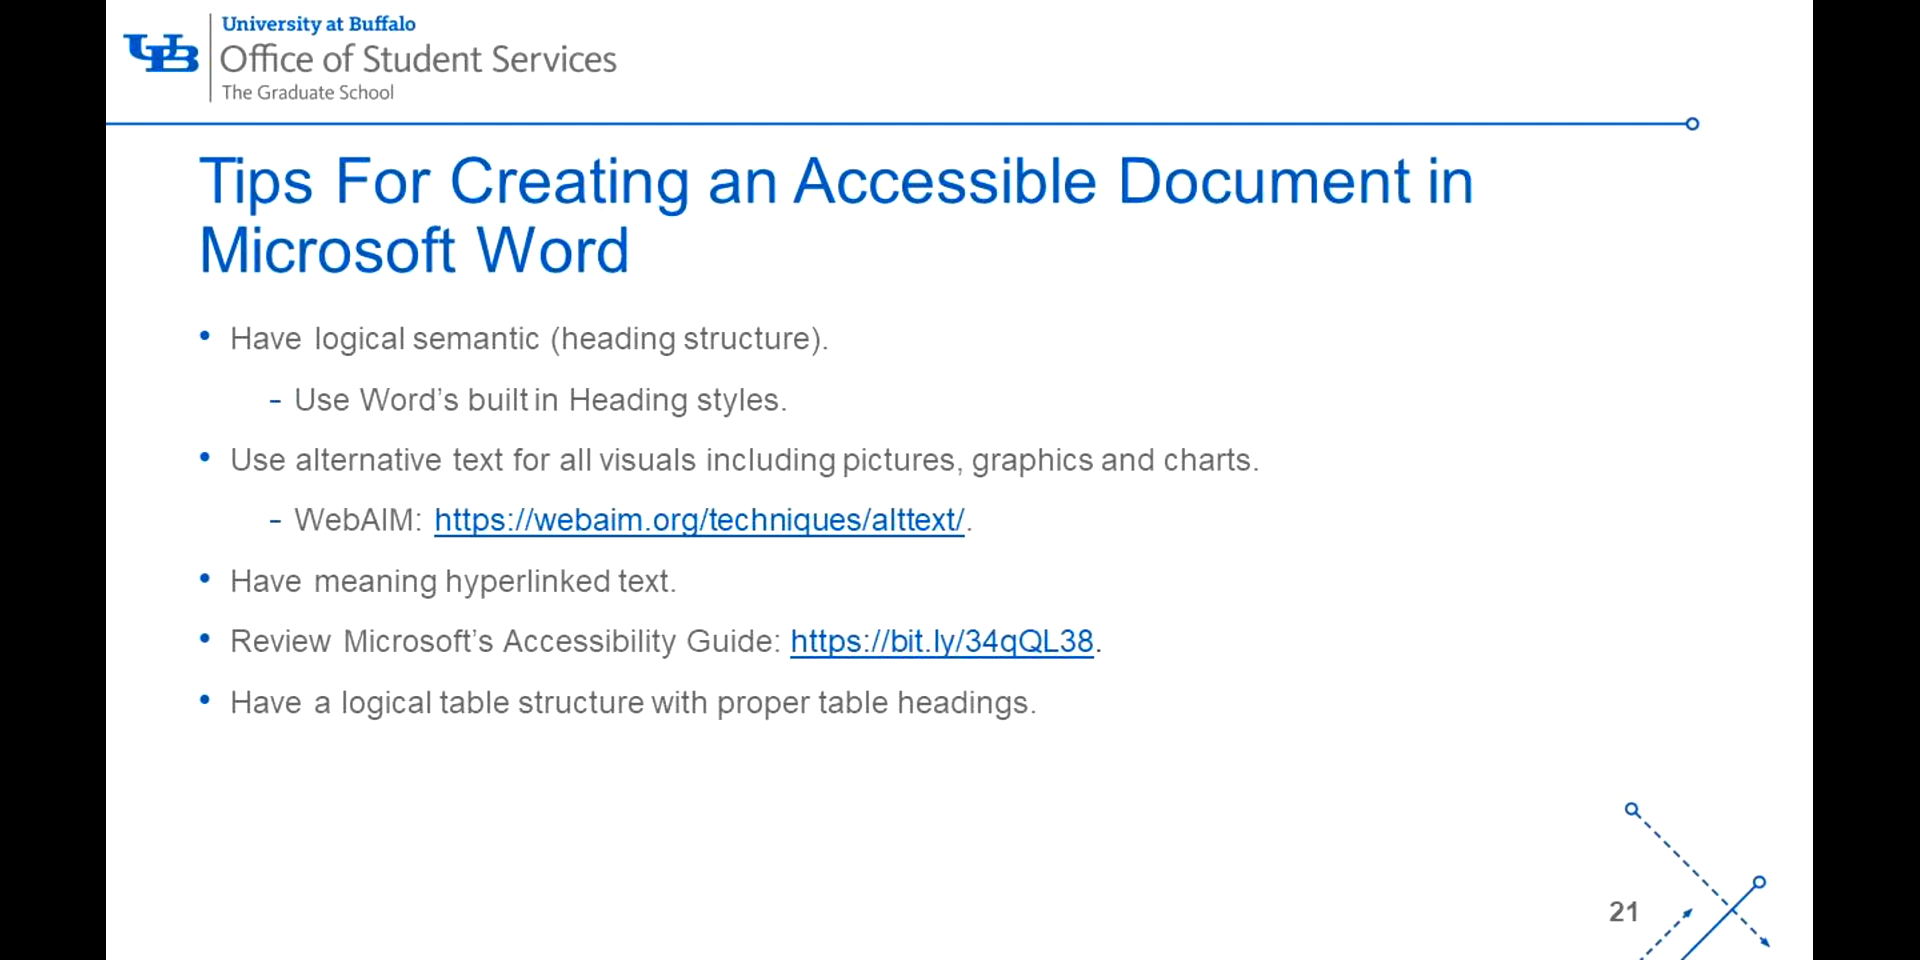 UB
University at Buffalo
Office of Student Services
The Graduate School
Tips For Creating an Accessible Document in
Microsoft Word
• Have logical semantic (heading structure).
– Use Word’s built in Heading styles.
• Use alternative text for all visuals including pictures, graphics and charts.
– WebAIM: https://webaim.org/techniques/alttext/.
• Have meaning hyperlinked text.
• Review Microsoft’s Accessibility Guide: https://bit.ly/34qQL38.
• Have a logical table structure with proper table headings.
21